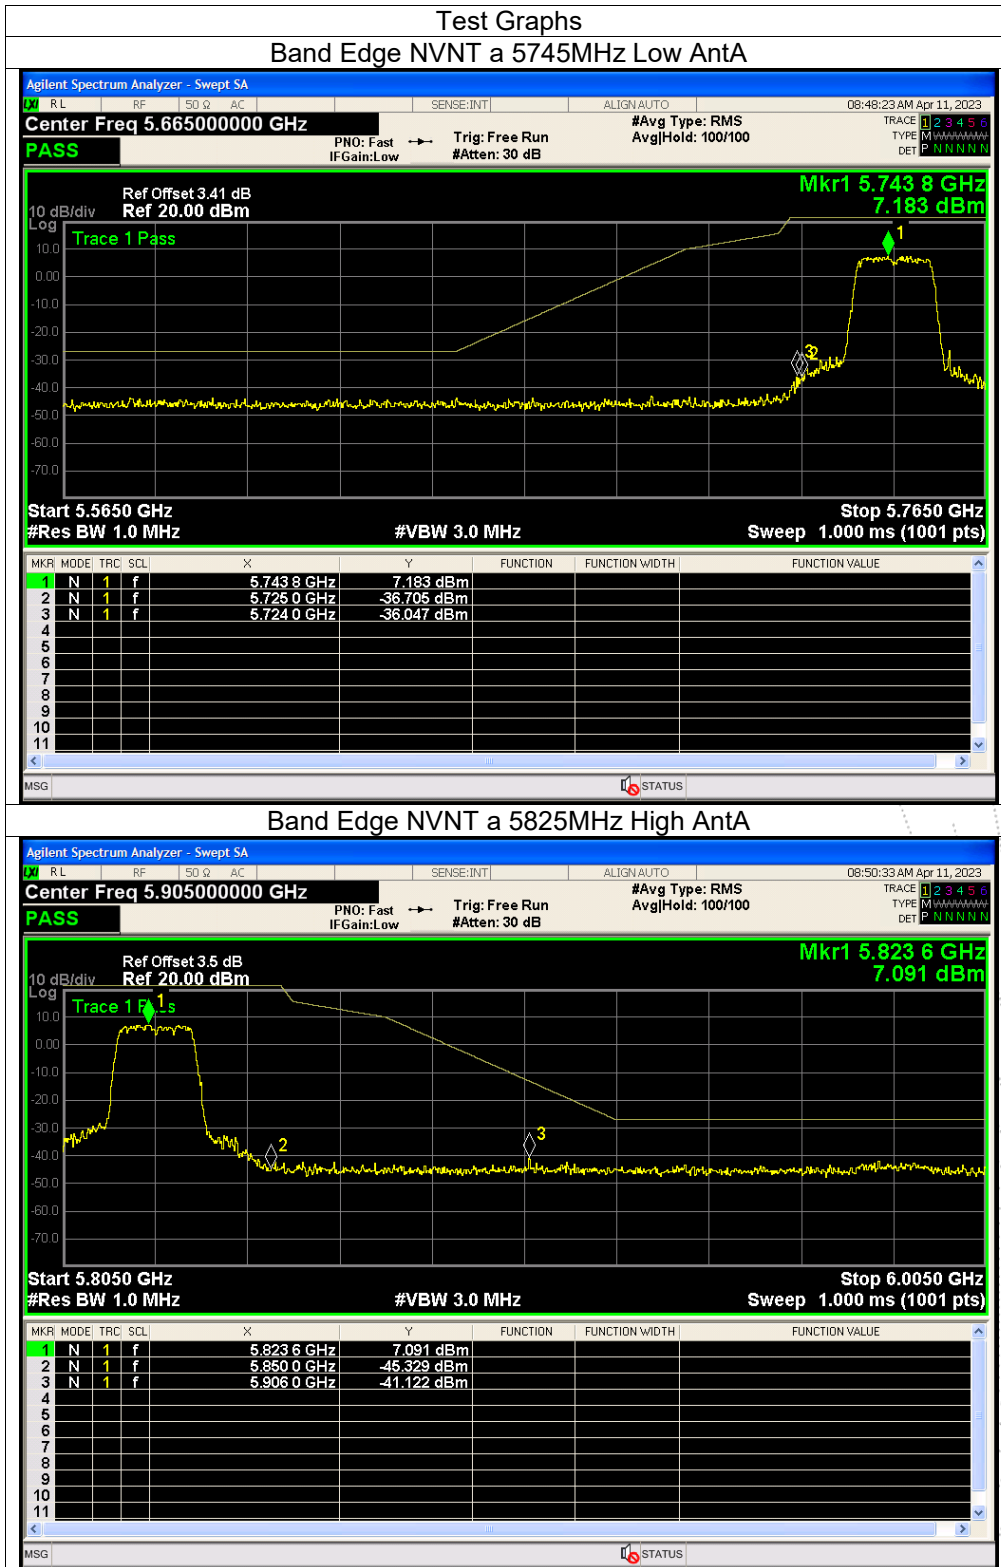 Test Graphs
Band Edge NVNT a 5745MHz Low AntA
Agilent Spectrum Analyzer - Swept SA
LXI RL RF 50 Ω AC SENSE:INT ALIGN AUTO 08:48:23 AM Apr 11, 2023
Center Freq 5.665000000 GHz #Avg Type: RMS TRACE 1 2 3 4 5 6
PNO: Fast Trig: Free Run Avg|Hold: 100/100 TYPE M WWWWW
PASS IFGain:Low #Atten: 30 dB DET P N N N N N
Mkr1 5.743 8 GHz
Ref Offset 3.41 dB
10 dB/div Ref 20.00 dBm 7.183 dBm
Log
Trace 1 Pass
1
10.0
0.00
-10.0
-20.0
-30.0
3 2
-40.0
-50.0
-60.0
-70.0
Start 5.5650 GHz Stop 5.7650 GHz
#Res BW 1.0 MHz #VBW 3.0 MHz Sweep 1.000 ms (1001 pts)
MKR MODE TRC SCL X Y FUNCTION FUNCTION WIDTH FUNCTION VALUE
1 N 1 f 5.743 8 GHz 7.183 dBm
2 N 1 f 5.725 0 GHz -36.705 dBm
3 N 1 f 5.724 0 GHz -36.047 dBm
4
5
6
7
8
9
10
11
MSG STATUS
Band Edge NVNT a 5825MHz High AntA
Agilent Spectrum Analyzer - Swept SA
LXI RL RF 50 Ω AC SENSE:INT ALIGN AUTO 08:50:33 AM Apr 11, 2023
Center Freq 5.905000000 GHz #Avg Type: RMS TRACE 1 2 3 4 5 6
PNO: Fast Trig: Free Run Avg|Hold: 100/100 TYPE M WWWWW
PASS IFGain:Low #Atten: 30 dB DET P N N N N N
Mkr1 5.823 6 GHz
Ref Offset 3.5 dB
10 dB/div Ref 20.00 dBm 7.091 dBm
Log
Trace 1 1
10.0
0.00
-10.0
-20.0
-30.0
2 3
-40.0
-50.0
-60.0
-70.0
Start 5.8050 GHz Stop 6.0050 GHz
#Res BW 1.0 MHz #VBW 3.0 MHz Sweep 1.000 ms (1001 pts)
MKR MODE TRC SCL X Y FUNCTION FUNCTION WIDTH FUNCTION VALUE
1 N 1 f 5.823 6 GHz 7.091 dBm
2 N 1 f 5.850 0 GHz -45.329 dBm
3 N 1 f 5.906 0 GHz -41.122 dBm
4
5
6
7
8
9
10
11
MSG STATUS